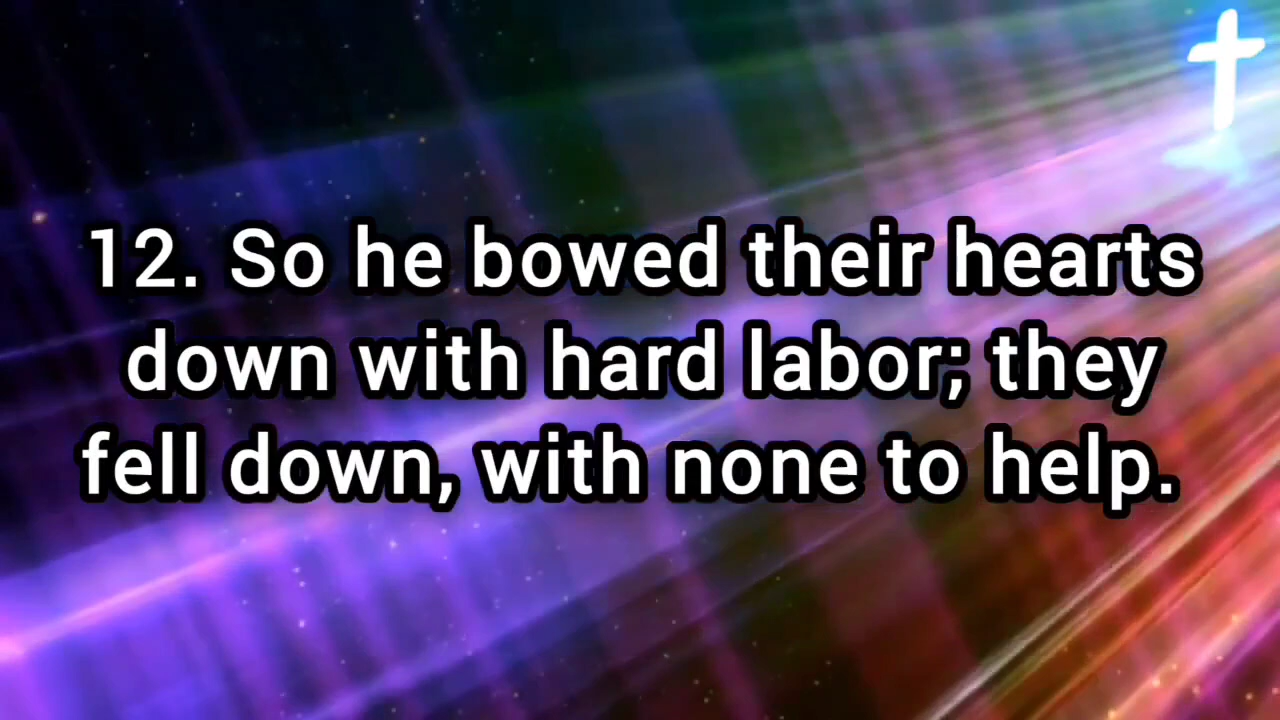 12. So he bowed their hearts
down with hard labor; they
fell down, with none to help.